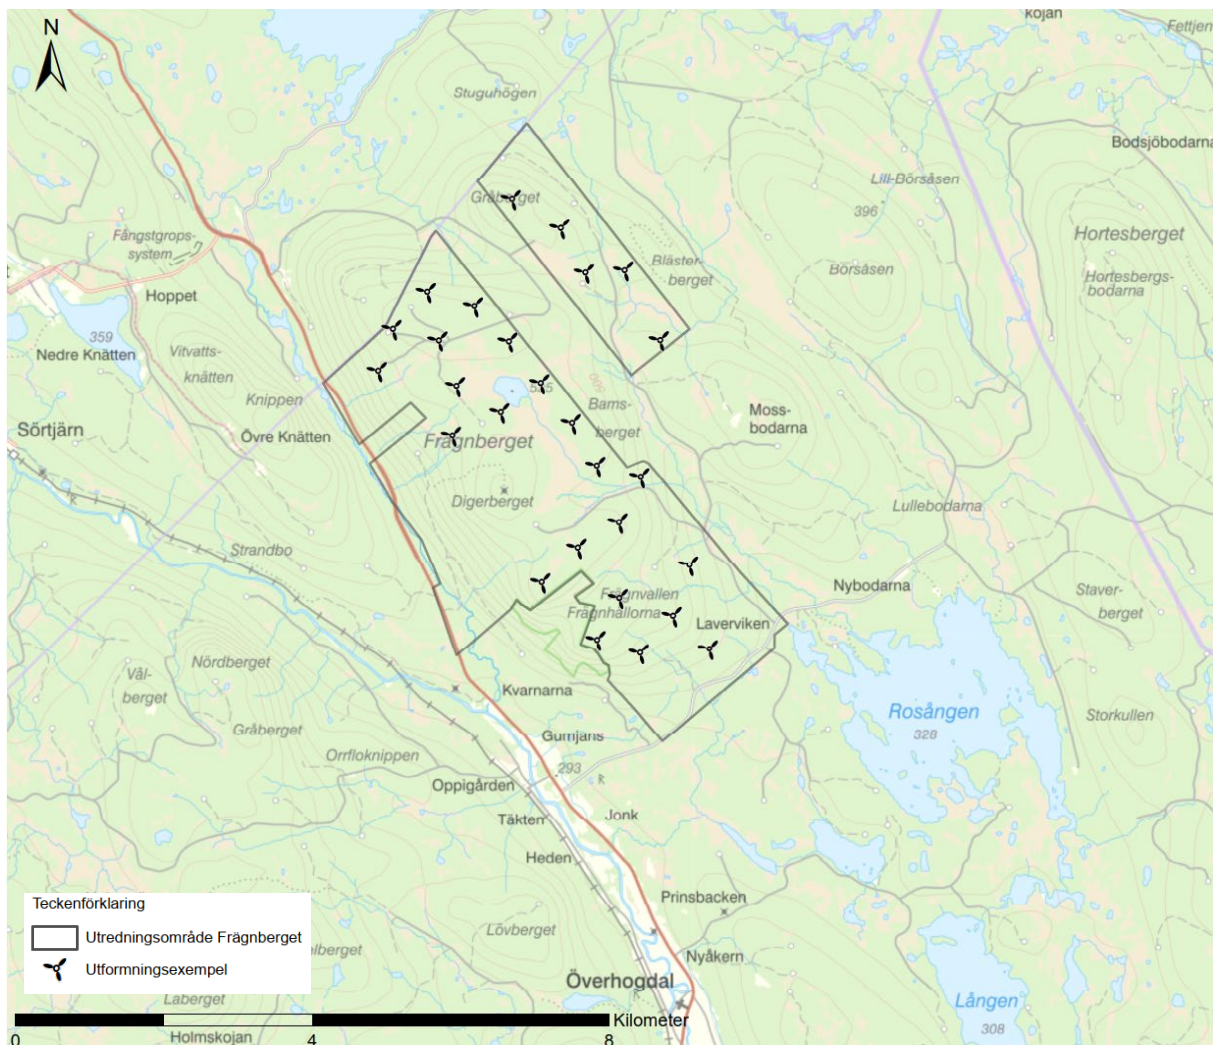 N
kojan
Fettjen
Stuguhögen
Bodsjöbodarna
Lill-Börsåsen
Gråberget
396
Fångstgrops-
system
Hortesberget
Bläster-
berget
Börsåsen
Hortesbergs-
bodarna
Hoppet
359
Nedre Knätten
Vitvatts-
knätten
Knippen
Bams-
berget
Moss-
bodarna
Sörtjärn
Övre Knätten
Frägnberget
Digerberget
Lullebodarna
R
Strandbo
Nybodarna
Frägnvallen
Frägnhällorna
Staver-
berget
Laverviken
Nördberget
Vål-
berget
Kvarnarna
Rosången
328
Storkullen
Gråberget
Gumjans
Orrfloknippen
293
R
Oppigården
Täkten
Jonk
Heden
Prinsbacken
Teckenförklaring
Utredningsområde Frägnberget
Utformningsexempel
Lövberget
Nyåkern
Överhogdal
Lången
308
Laberget
Holmskojan
Kilometer
0
4
8